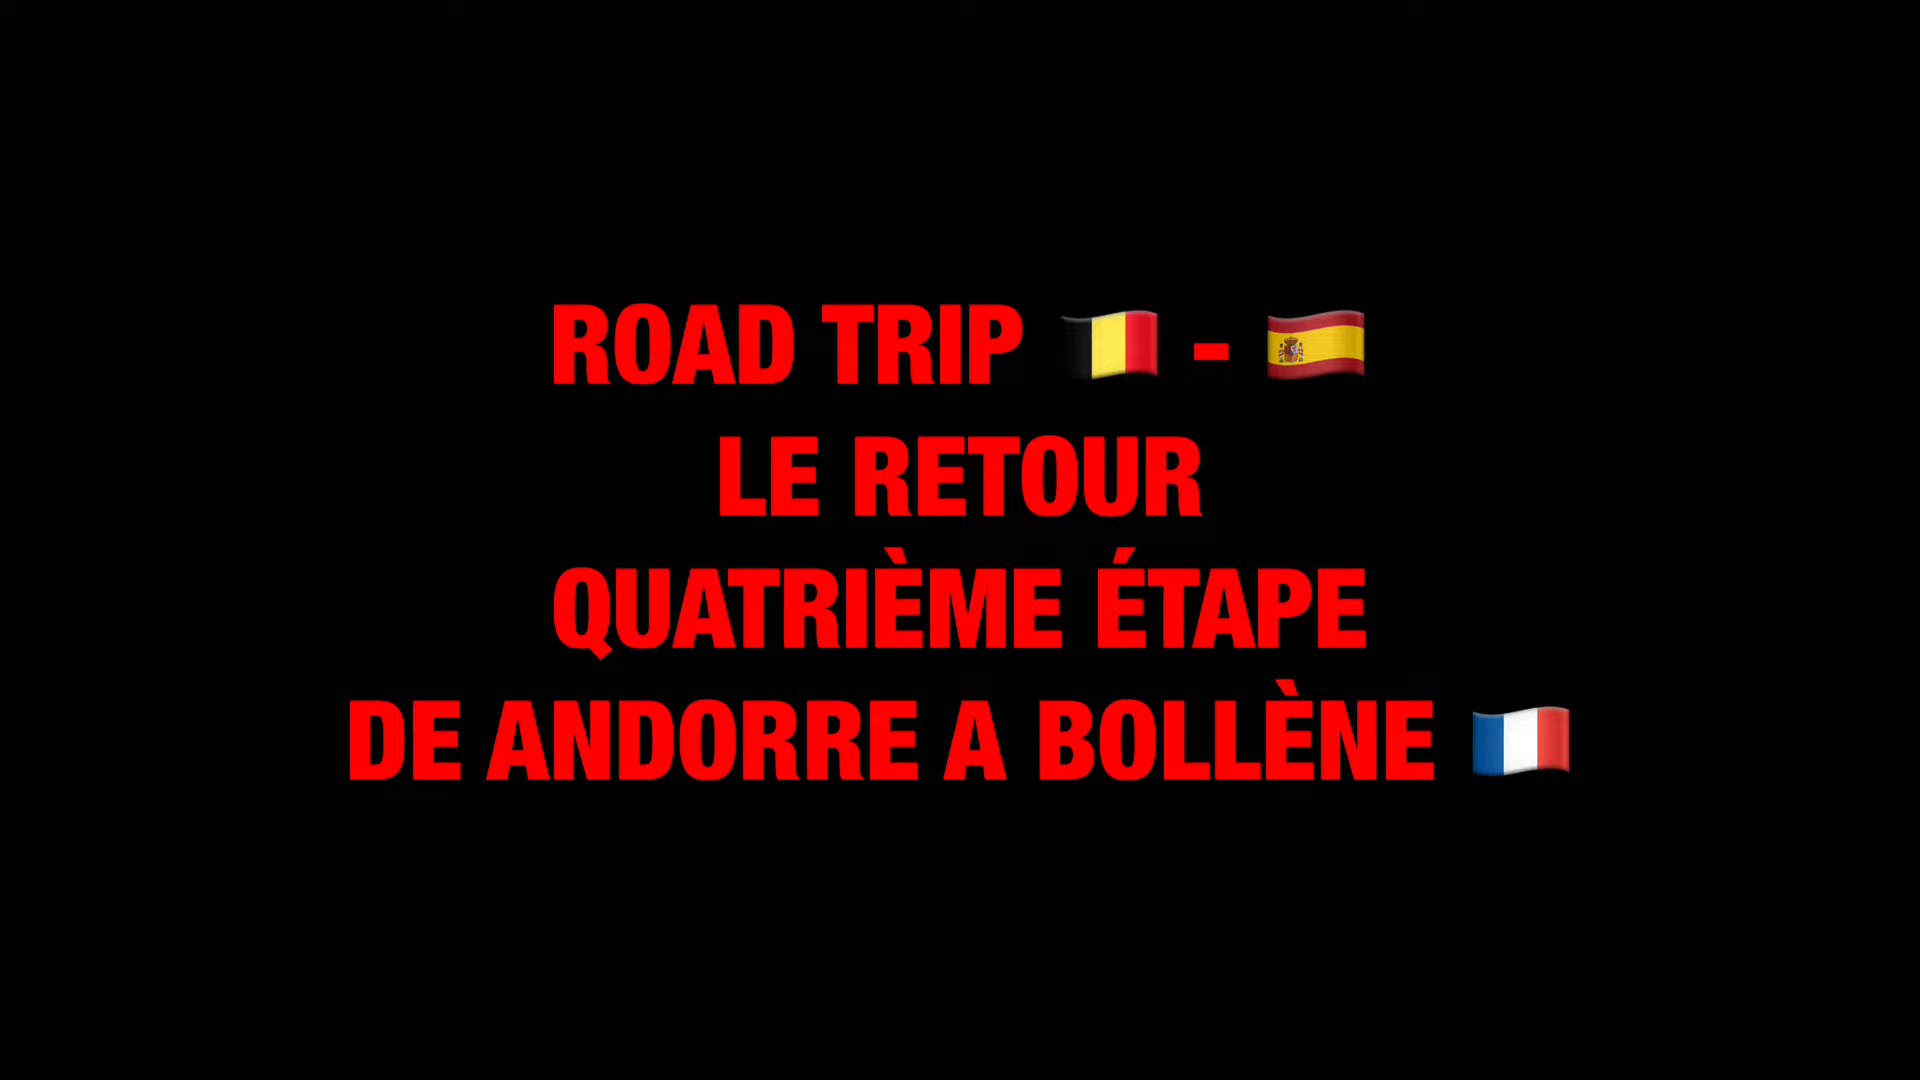 ROAD TRIP 🇧🇪 - 🇪🇸
LE RETOUR
QUATRIÈME ÉTAPE
DE ANDORRE A BOLLÈNE 🇫🇷